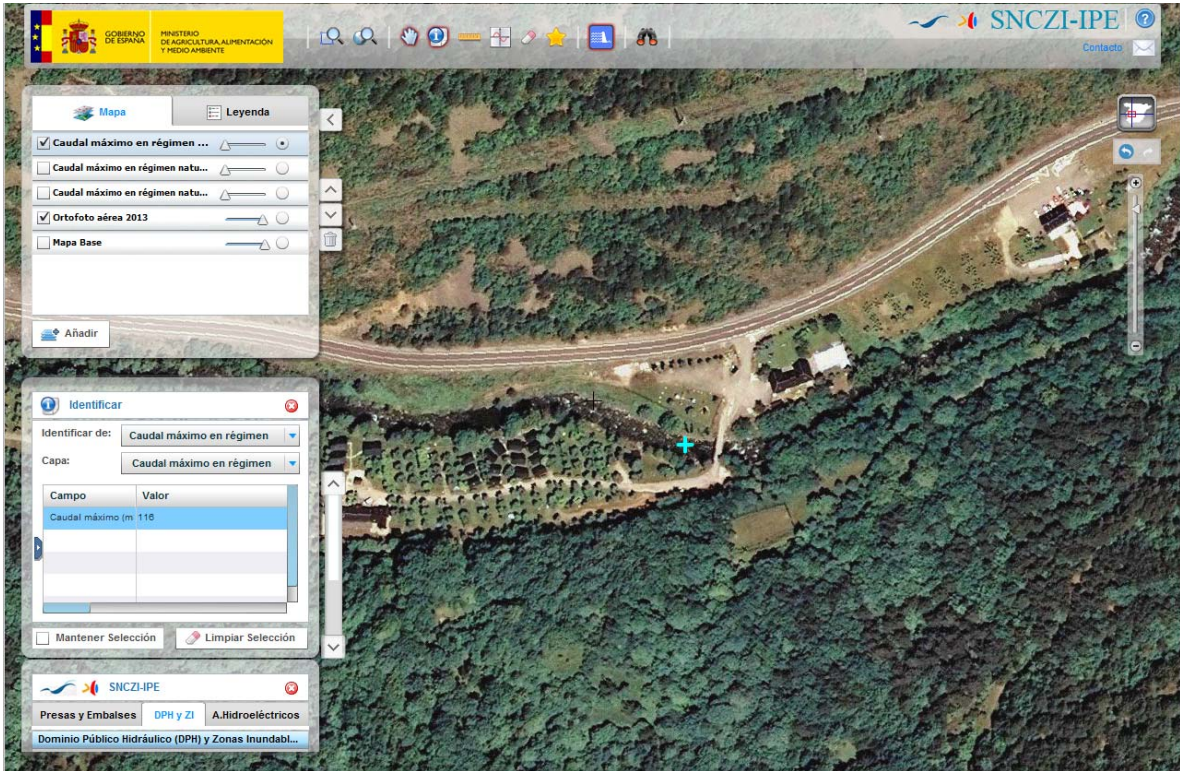 GOBIERNO
DE ESPAÑA
MINISTERIO
DE AGRICULTURA, ALIMENTACIÓN
Y MEDIO AMBIENTE
SNCZI-IPE
Contacto
Mapa
Leyenda
Caudal máximo en régimen ...
Caudal máximo en régimen natu...
Caudal máximo en régimen natu...
Ortofoto aérea 2013
Mapa Base
Añadir
Identificar
Identificar de: Caudal máximo en régimen
Capa: Caudal máximo en régimen
Campo Valor
Caudal máximo (m 116
Mantener Selección
Limpiar Selección
SNCZI-IPE
Presas y Embalses DPH y ZI A.Hidroeléctricos
Dominio Público Hidráulico (DPH) y Zonas Inundabl...